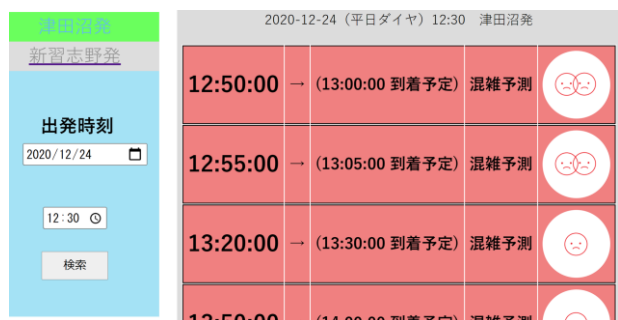 津田沼発
新習志野発
出発時刻
2020/12/24
12:30
検索
2020-12-24（平日ダイヤ）12:30　津田沼発
12:50:00 → (13:00:00 到着予定) 混雑予測
12:55:00 → (13:05:00 到着予定) 混雑予測
13:20:00 → (13:30:00 到着予定) 混雑予測